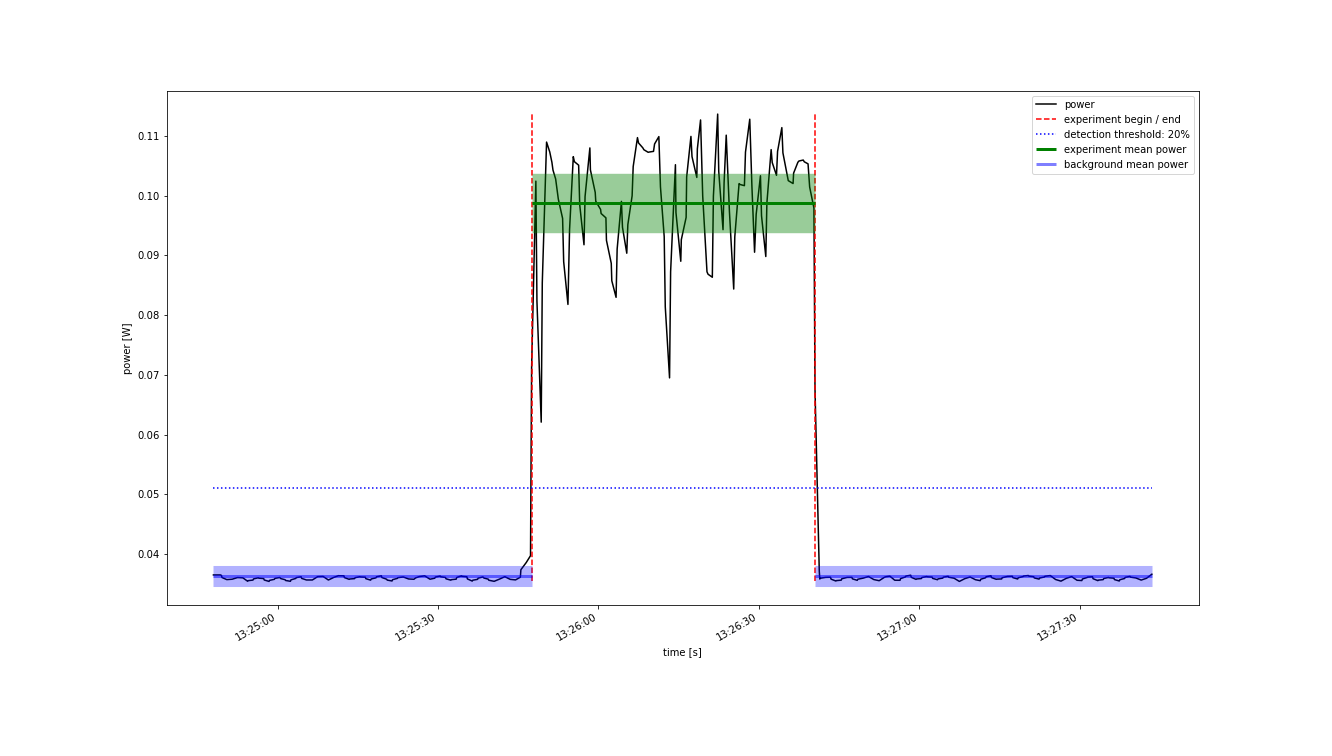 power
experiment begin / end
detection threshold: 20%
experiment mean power
background mean power
0.11
0.10
0.09
0.08
0.07
0.06
0.05
0.04
power [W]
13:25:00
13:25:30
13:26:00
13:26:30
13:27:00
13:27:30
time [s]